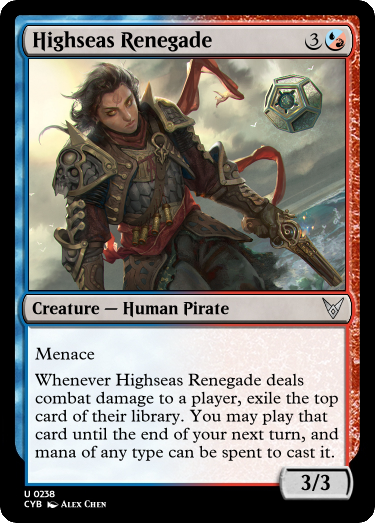 Highseas Renegade 3
Creature — Human Pirate
Menace
Whenever Highseas Renegade deals
combat damage to a player, exile the top
card of their library. You may play that
card until the end of your next turn, and
mana of any type can be spent to cast it.
3/3
U 0238
CYB Alex Chen